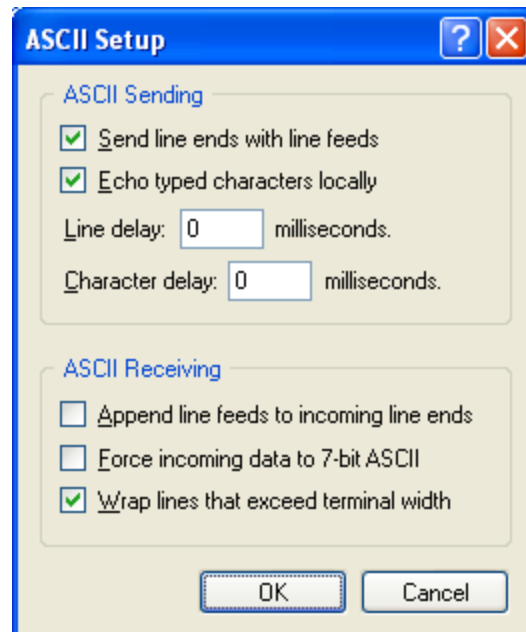 ASCII Setup
ASCII Sending
Send line ends with line feeds
Echo typed characters locally
Line delay: 0 milliseconds.
Character delay: 0 milliseconds.
ASCII Receiving
Append line feeds to incoming line ends
Force incoming data to 7-bit ASCII
Wrap lines that exceed terminal width
OK Cancel